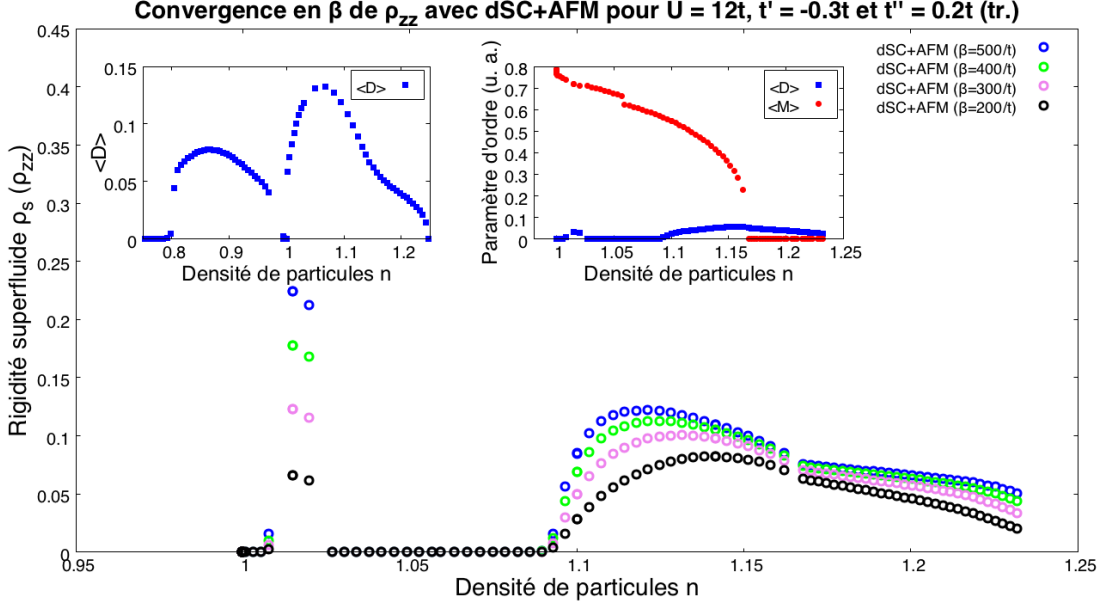 Convergence en β de ρzz avec dSC+AFM pour U = 12t, t' = -0.3t et t'' = 0.2t (tr.)
Rigidité superfluide ρs (ρzz)
0.45
0.4
0.35
0.3
0.25
0.2
0.15
0.1
0.05
0
0.95
1
1.05
1.1
1.15
1.2
1.25
Densité de particules n
<D>
0.15
0.1
0.05
0
0.8
0.9
1
1.1
1.2
Densité de particules n
<D>
Paramètre d'ordre (u. a.)
0.8
0.7
0.6
0.5
0.4
0.3
0.2
0.1
0
1
1.05
1.1
1.15
1.2
1.25
Densité de particules n
<D>
<M>
dSC+AFM (β=500/t)
dSC+AFM (β=400/t)
dSC+AFM (β=300/t)
dSC+AFM (β=200/t)